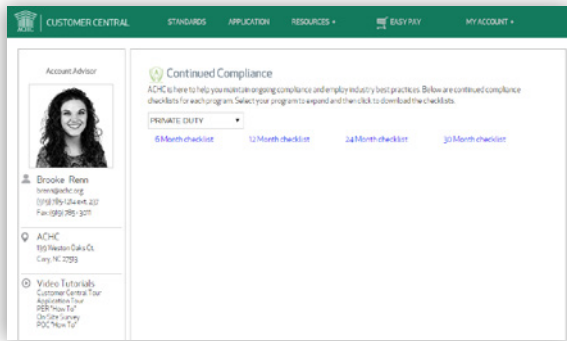 ACHC CUSTOMER CENTRAL STANDARDS APPLICATION RESOURCES EASY PAY MY ACCOUNT
Account Advisor
Brooke Renn
brenn@achc.org
Fax (919) 785-3011
ACHC
139 Weston Oaks Ct.
Cary, NC 27513
Video Tutorials
Customer Central Tour
Application Tour
PER "How To"
On Site Survey
POC "How To"
Continued Compliance
ACHC is here to help you maintain ongoing compliance and employ industry best practices. Below are continued compliance
checklists for each program. Select your program to expand and then click to download the checklists.
PRIVATE DUTY
6 Month checklist 12 Month checklist 24 Month checklist 30 Month checklist